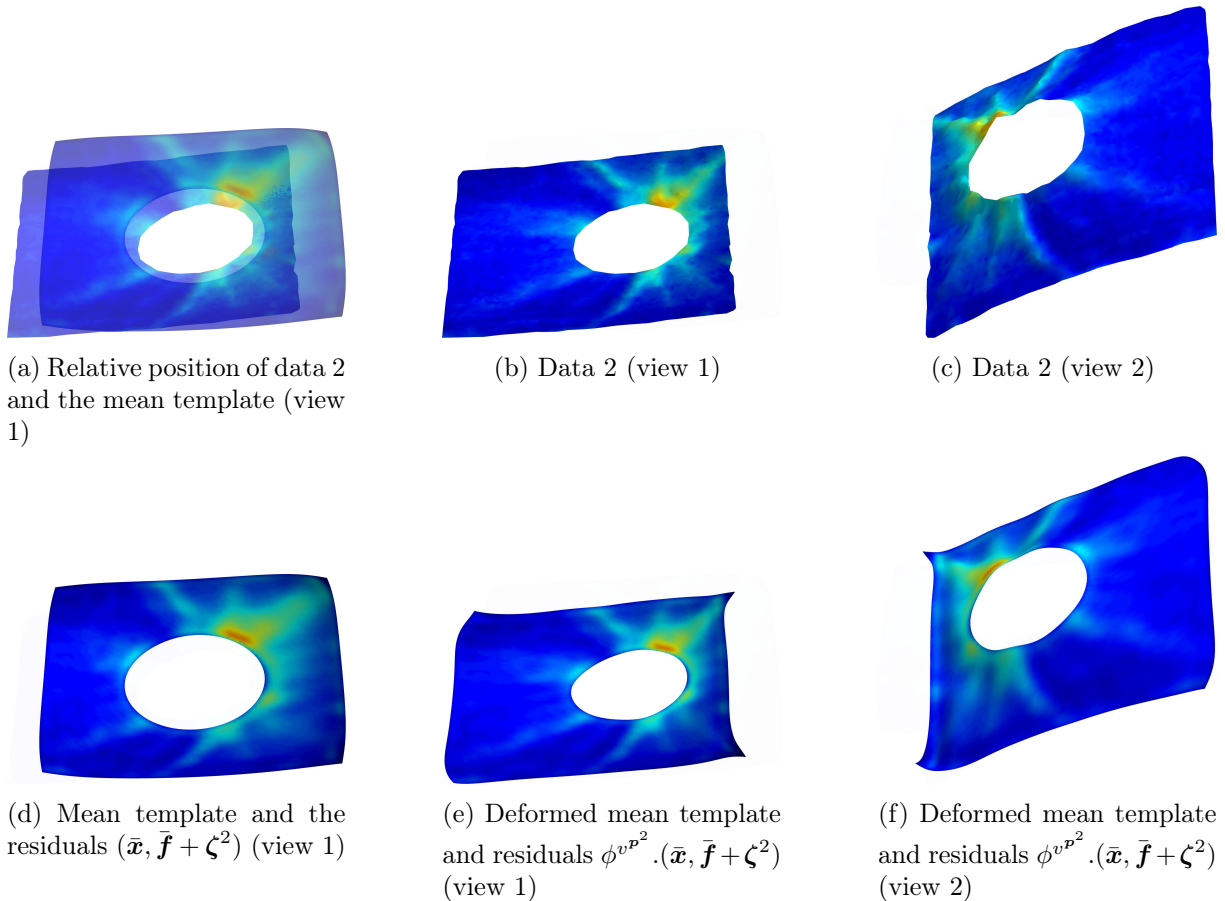 (a) Relative position of data 2
and the mean template (view
1)
(b) Data 2 (view 1)
(c) Data 2 (view 2)
(d) Mean template and the
residuals (x̄, f̄ + ζ²) (view 1)
(e) Deformed mean template
and residuals ϕ^{v^{p²}}.(x̄, f̄ + ζ²)
(view 1)
(f) Deformed mean template
and residuals ϕ^{v^{p²}}.(x̄, f̄ + ζ²)
(view 2)